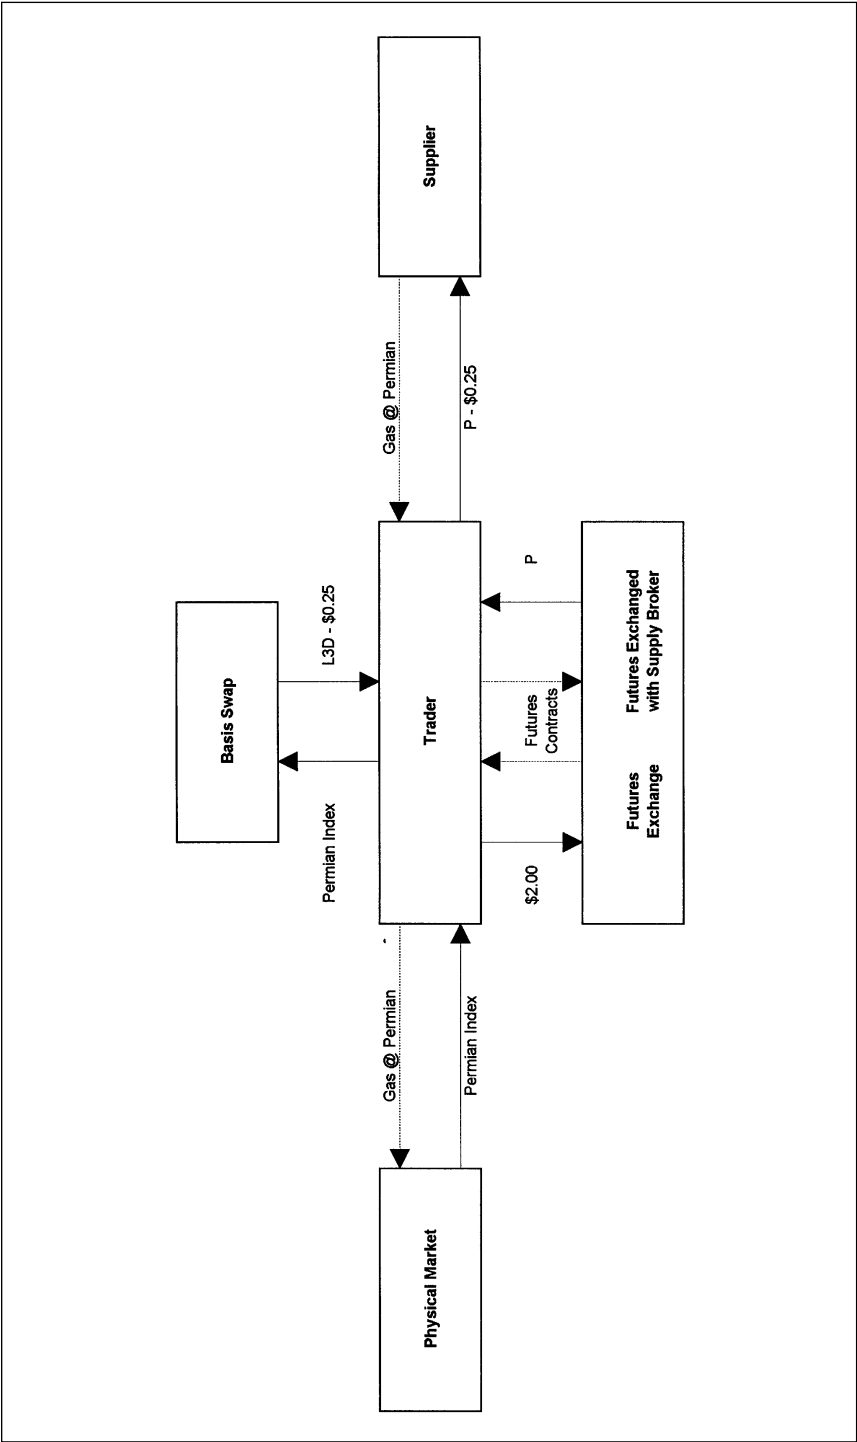 Supplier
Gas @ Permian
P - $0.25
Basis Swap
L3D - $0.25
Permian Index
Trader
P
Futures
Contracts
$2.00
Futures Exchanged
with Supply Broker
Futures
Exchange
Gas @ Permian
Permian Index
Physical Market